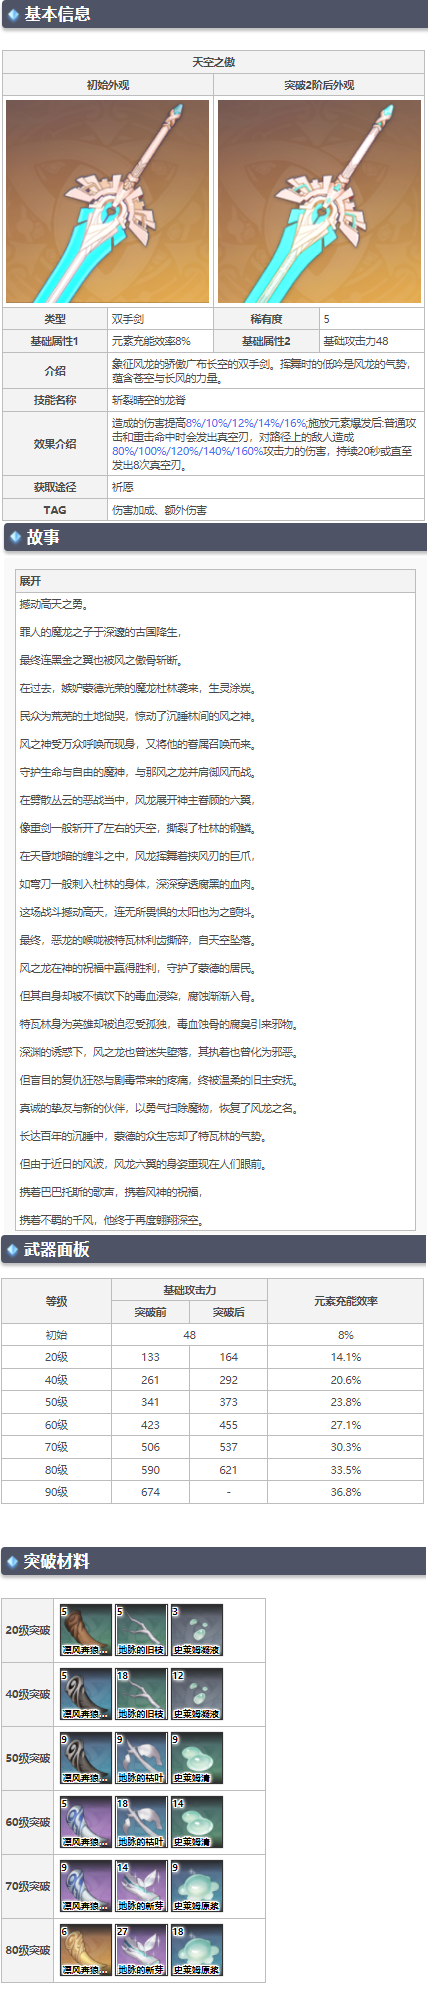 基本信息
天空之傲
初始外观 突破2阶后外观
类型 双手剑 稀有度 5
基础属性1 元素充能效率8% 基础属性2 基础攻击力48
介绍 象征风龙的骄傲广布长空的双手剑。挥舞时的低吟是风龙的气势，
蕴含苍空与长风的力量。
技能名称 斩裂晴空的龙脊
效果介绍 造成的伤害提高8%/10%/12%/14%/16%;施放元素爆发后:普通攻
击和重击命中时会发出真空刃，对路径上的敌人造成
80%/100%/120%/140%/160%攻击力的伤害，持续20秒或直至
发出8次真空刃。
获取途径 祈愿
TAG 伤害加成、额外伤害
故事
展开
撼动高天之勇。
罪人的魔龙之子于深邃的古国降生，
最终连黑金之翼也被风之傲骨斩断。
在过去，嫉妒蒙德光荣的魔龙杜林袭来，生灵涂炭。
民众为荒芜的土地恸哭，惊动了沉睡林间的风之神。
风之神受万众呼唤而现身，又将他的眷属召唤而来。
守护生命与自由的魔神，与那风之龙并肩御风而战。
在劈散丛云的恶战当中，风龙展开神主眷顾的六翼，
像重剑一般斩开了左右的天空，撕裂了杜林的钢鳞。
在天昏地暗的缠斗之中，风龙挥舞着挟风刃的巨爪，
如弯刀一般刺入杜林的身体，深深穿透腐黑的血肉。
这场战斗撼动高天，连无所畏惧的太阳也为之颤抖。
最终，恶龙的喉咙被特瓦林利齿撕碎，自天空坠落。
风之龙在神的祝福中赢得胜利，守护了蒙德的居民。
但其自身却被不慎饮下的毒血浸染，腐蚀渐渐入骨。
特瓦林身为英雄却被迫忍受孤独，毒血蚀骨的腐臭引来邪物。
深渊的诱惑下，风之龙也曾迷失堕落，其执着也曾化为邪恶。
但盲目的复仇狂怒与剧毒带来的疼痛，终被温柔的旧主安抚。
真诚的挚友与新的伙伴，以勇气扫除魔物，恢复了风龙之名。
长达百年的沉睡中，蒙德的众生忘却了特瓦林的气势。
但由于近日的风波，风龙六翼的身姿重现在人们眼前。
携着巴巴托斯的歌声，携着风神的祝福，
携着不羁的千风，他终于再度翱翔深空。
武器面板
等级 基础攻击力 元素充能效率
突破前 突破后
初始 48 8%
20级 133 164 14.1%
40级 261 292 20.6%
50级 341 373 23.8%
60级 423 455 27.1%
70级 506 537 30.3%
80级 590 621 33.5%
90级 674 - 36.8%
突破材料
20级突破 5 5 3
凛风奔狼... 地脉的旧枝 史莱姆凝液
40级突破 5 18 12
凛风奔狼... 地脉的旧枝 史莱姆凝液
50级突破 9 9 9
凛风奔狼... 地脉的枯叶 史莱姆清
60级突破 5 18 14
凛风奔狼... 地脉的枯叶 史莱姆清
70级突破 9 14 9
凛风奔狼... 地脉的新芽 史莱姆原浆
80级突破 6 27 18
凛风奔狼... 地脉的新芽 史莱姆原浆